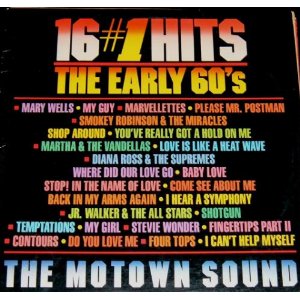 16 #1 HITS
THE EARLY 60's
▪ MARY WELLS ▪ MY GUY ▪ MARVELLETTES ▪ PLEASE MR. POSTMAN
▪ SMOKEY ROBINSON & THE MIRACLES
SHOP AROUND ▪ YOU'VE REALLY GOT A HOLD ON ME
▪ MARTHA & THE VANDELLAS ▪ LOVE IS LIKE A HEAT WAVE
▪ DIANA ROSS & THE SUPREMES
WHERE DID OUR LOVE GO ▪ BABY LOVE
STOP! IN THE NAME OF LOVE ▪ COME SEE ABOUT ME
BACK IN MY ARMS AGAIN ▪ I HEAR A SYMPHONY
▪ JR. WALKER & THE ALL STARS ▪ SHOTGUN
▪ TEMPTATIONS ▪ MY GIRL ▪ STEVIE WONDER ▪ FINGERTIPS PART II
▪ CONTOURS ▪ DO YOU LOVE ME ▪ FOUR TOPS ▪ I CAN'T HELP MYSELF
THE MOTOWN SOUND